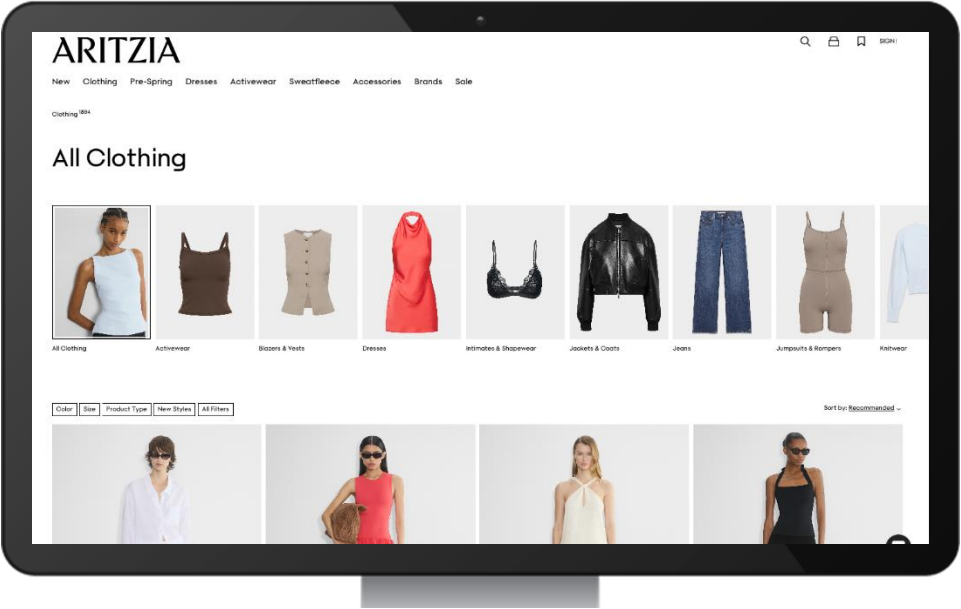 ARITZIA
SIGN
New Clothing Pre-Spring Dresses Activewear Sweatfleece Accessories Brands Sale
Clothing 1884
All Clothing
All Clothing Activewear Blazers & Vests Dresses Intimates & Shapewear Jackets & Coats Jeans Jumpsuits & Rompers Knitwear
Color Size Product Type New Styles All Filters Sort by: Recommended